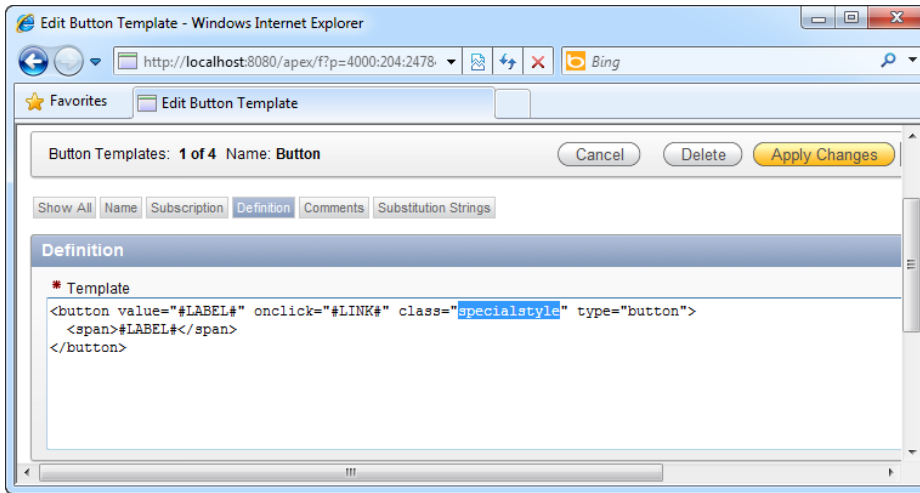 Edit Button Template - Windows Internet Explorer
http://localhost:8080/apex/f?p=4000:204:2478
Bing
Favorites
Edit Button Template
Button Templates: 1 of 4 Name: Button
Cancel
Delete
Apply Changes
Show All Name Subscription Definition Comments Substitution Strings
Definition
* Template
<button value="#LABEL#" onclick="#LINK#" class="specialstyle" type="button">
<span>#LABEL#</span>
</button>